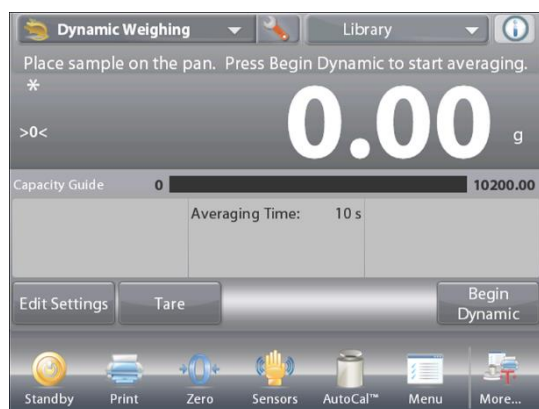 Dynamic Weighing Library
Place sample on the pan. Press Begin Dynamic to start averaging.
*
>0< 0.00 g
Capacity Guide 0 10200.00
Averaging Time: 10 s
Edit Settings Tare Begin
Dynamic
Standby Print Zero Sensors AutoCal™ Menu More...